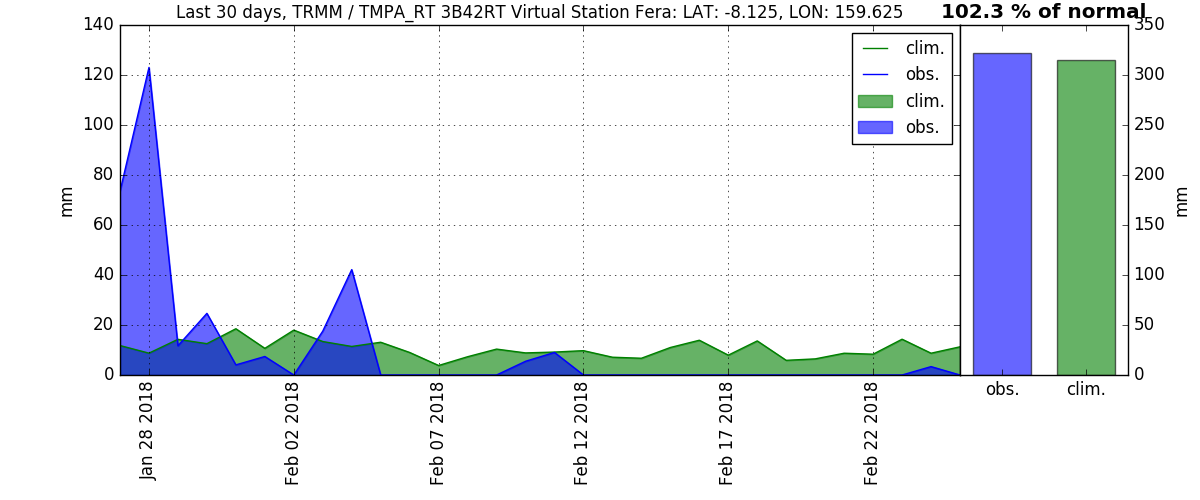 Last 30 days, TRMM / TMPA_RT 3B42RT Virtual Station Fera: LAT: -8.125, LON: 159.625
102.3 % of normal
140
120
100
80
60
40
20
0
mm
Jan 28 2018
Feb 02 2018
Feb 07 2018
Feb 12 2018
Feb 17 2018
Feb 22 2018
clim.
obs.
clim.
obs.
350
300
250
200
150
100
50
0
mm
obs.
clim.